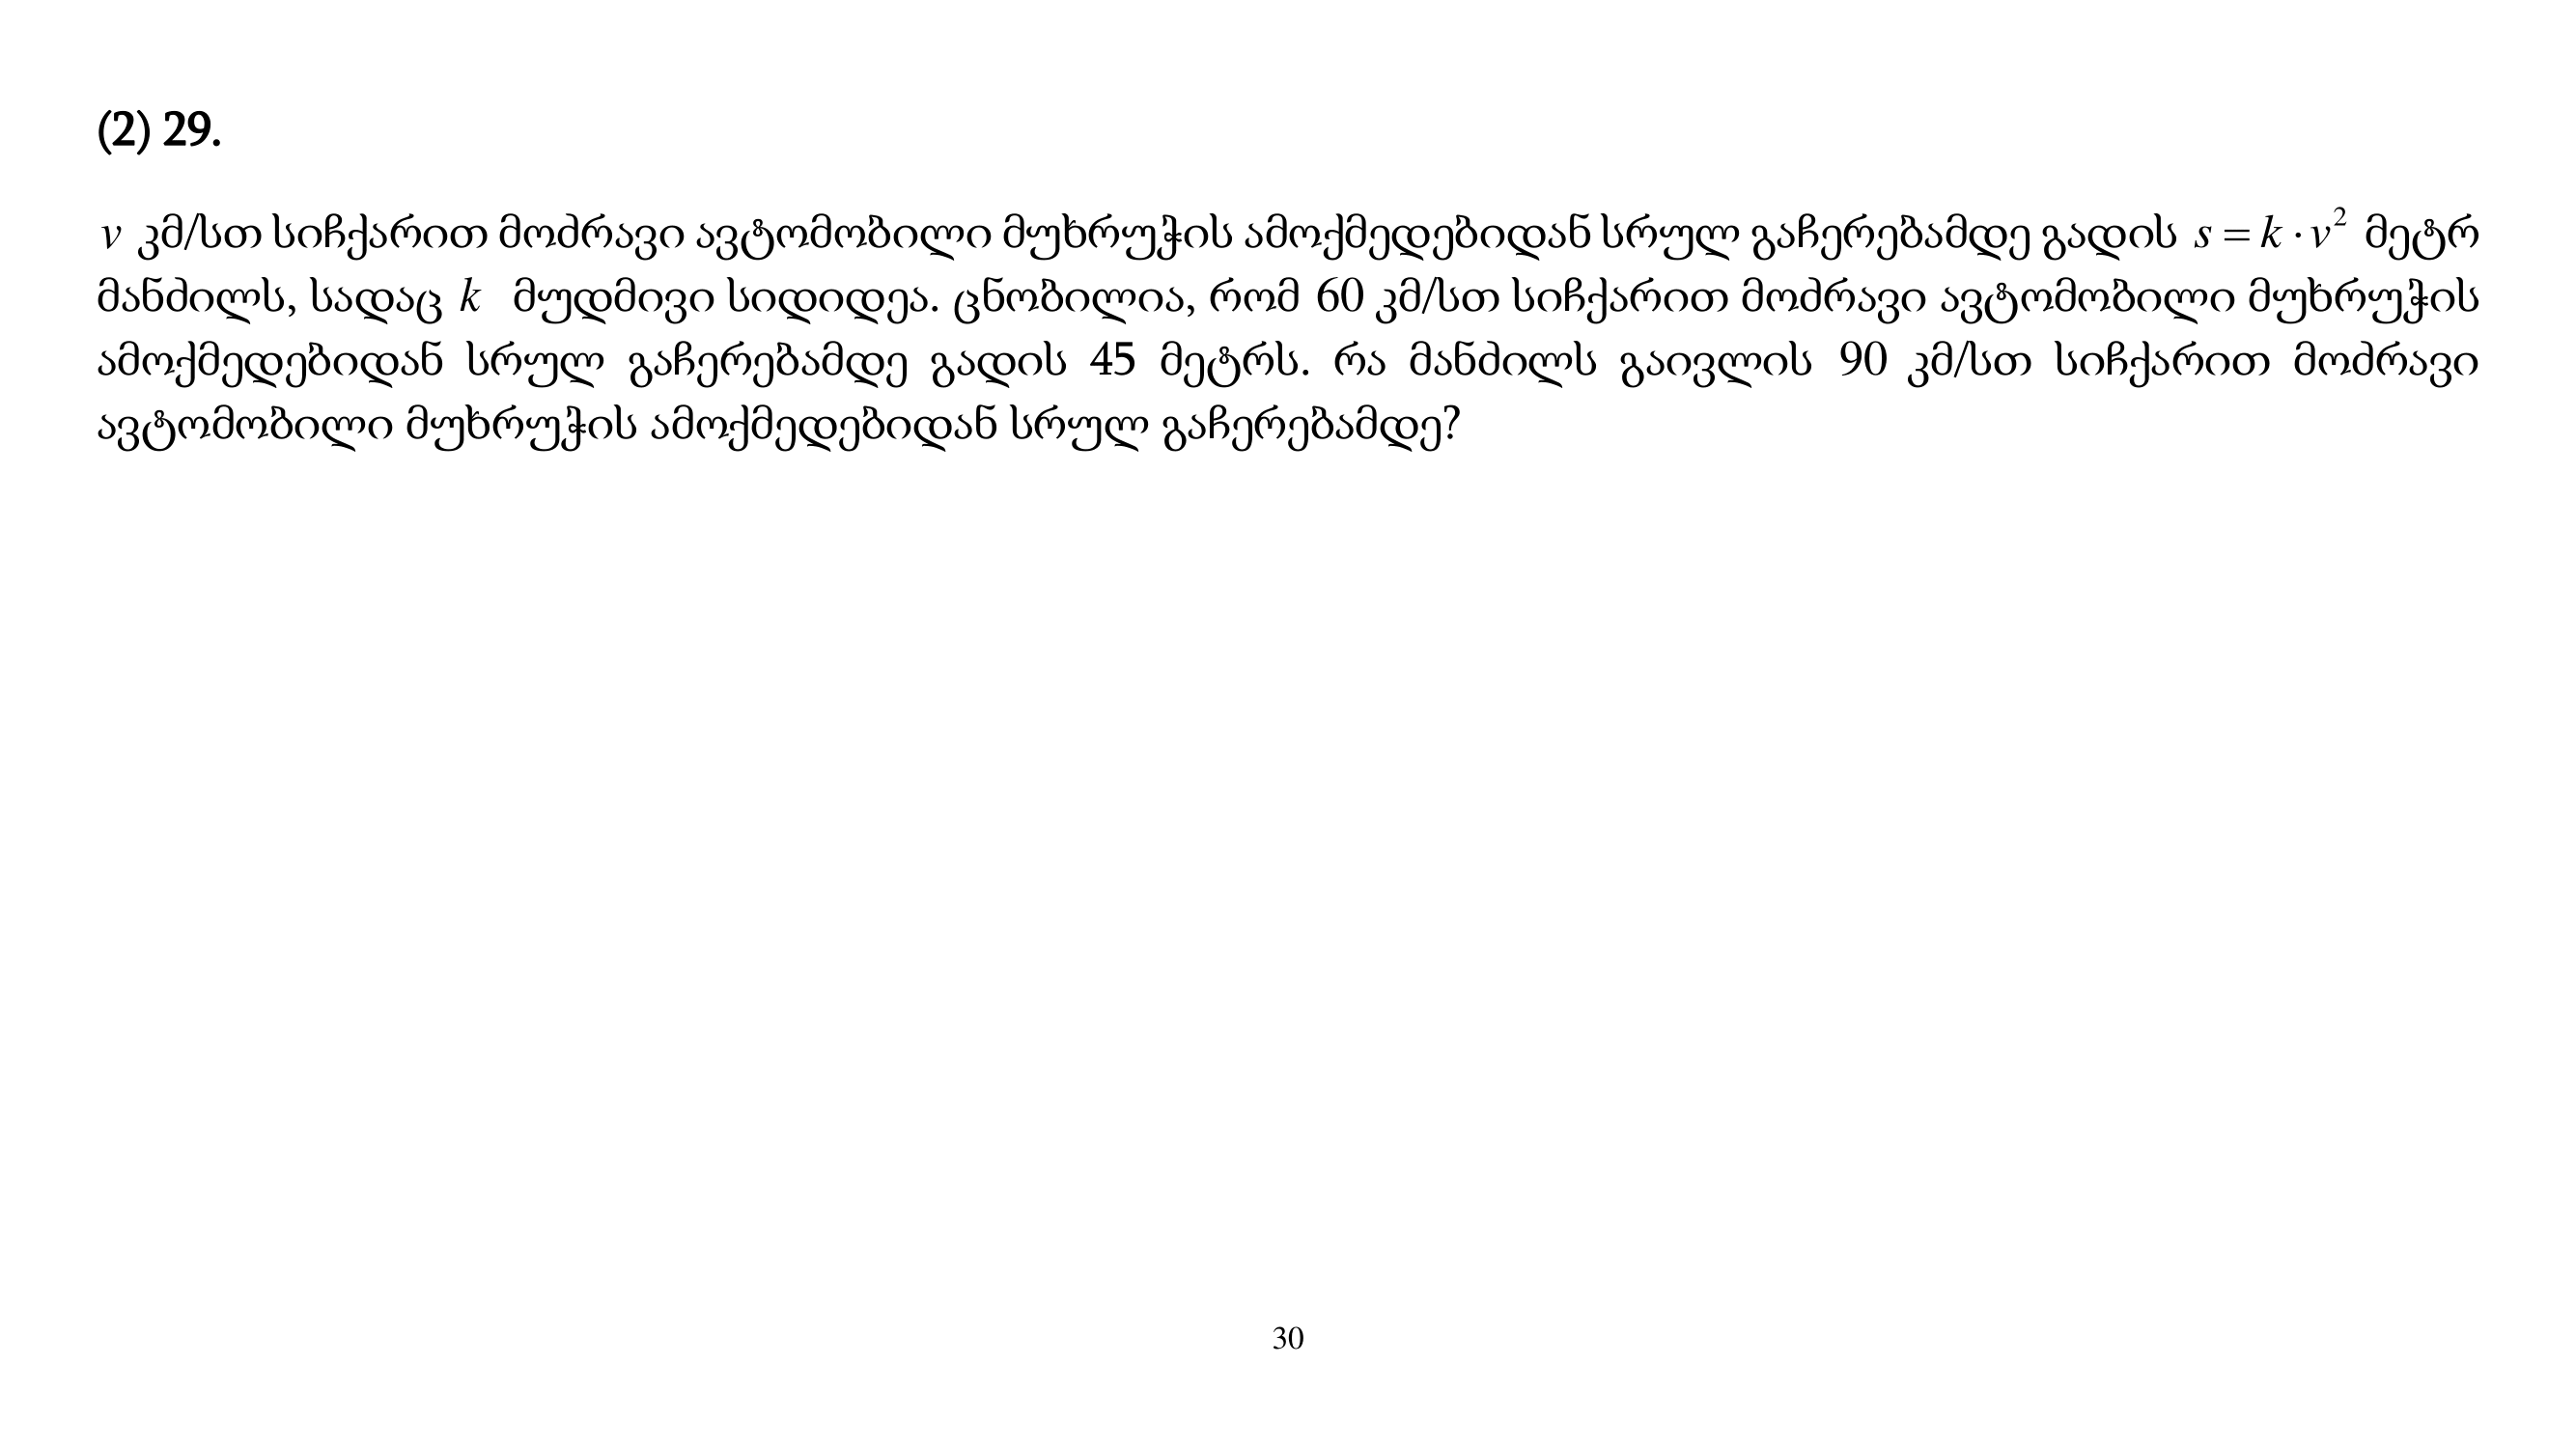 (2) 29.
v კმ/სთ სიჩქარით მოძრავი ავტომობილი მუხრუჭის ამოქმედებიდან სრულ გაჩერებამდე გადის s = k · v² მეტრ
მანძილს, სადაც k მუდმივი სიდიდეა. ცნობილია, რომ 60 კმ/სთ სიჩქარით მოძრავი ავტომობილი მუხრუჭის
ამოქმედებიდან სრულ გაჩერებამდე გადის 45 მეტრს. რა მანძილს გაივლის 90 კმ/სთ სიჩქარით მოძრავი
ავტომობილი მუხრუჭის ამოქმედებიდან სრულ გაჩერებამდე?
30